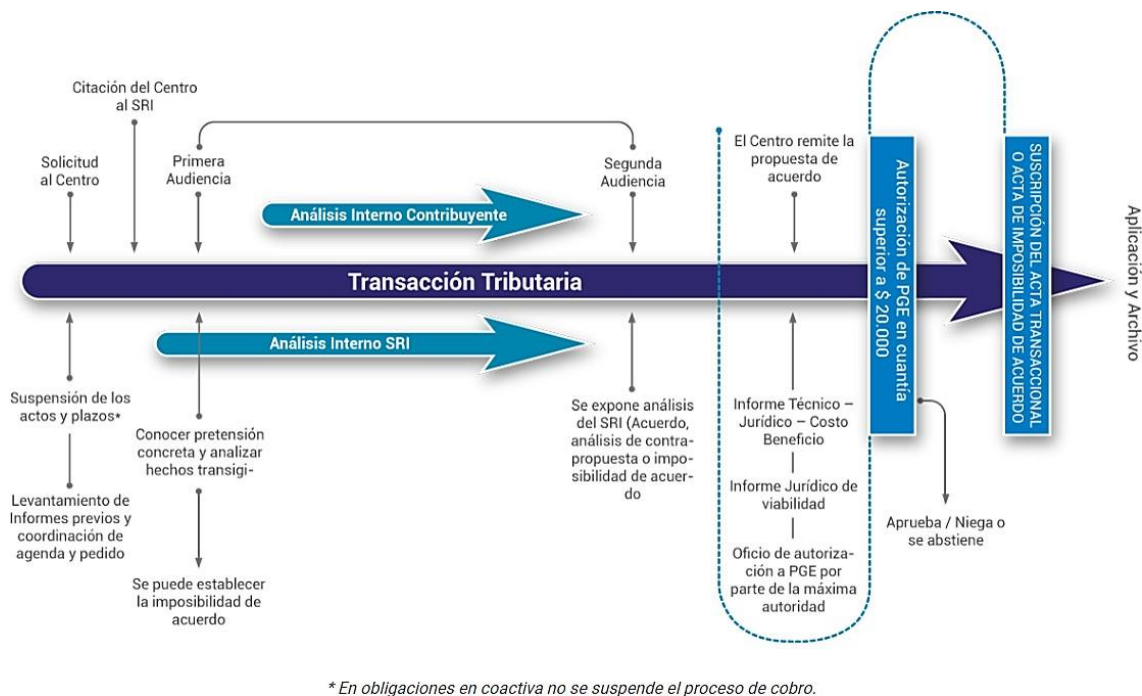 Citación del Centro
al SRI
Solicitud
al Centro
Primera
Audiencia
Segunda
Audiencia
El Centro remite la
propuesta de
acuerdo
Análisis Interno Contribuyente
Transacción Tributaria
Análisis Interno SRI
Suspensión de los
actos y plazos*
Levantamiento de
Informes previos y
coordinación de
agenda y pedido
Conocer pretensión
concreta y analizar
hechos transigi-
Se puede establecer
la imposibilidad de
acuerdo
Se expone análisis
del SRI (Acuerdo,
análisis de contra-
propuesta o impo-
sibilidad de acuer-
do
Informe Técnico –
Jurídico – Costo
Beneficio
Informe Jurídico de
viabilidad
Oficio de autoriza-
ción a PGE por
parte de la máxima
autoridad
Autorización de PGE en cuantía
superior a $ 20.000
Aprueba / Niega o
se abstiene
SUSCRIPCIÓN DEL ACTA TRANSACCIONAL
O ACTA DE IMPOSIBILIDAD DE ACUERDO
Aplicación y Archivo
* En obligaciones en coactiva no se suspende el proceso de cobro.